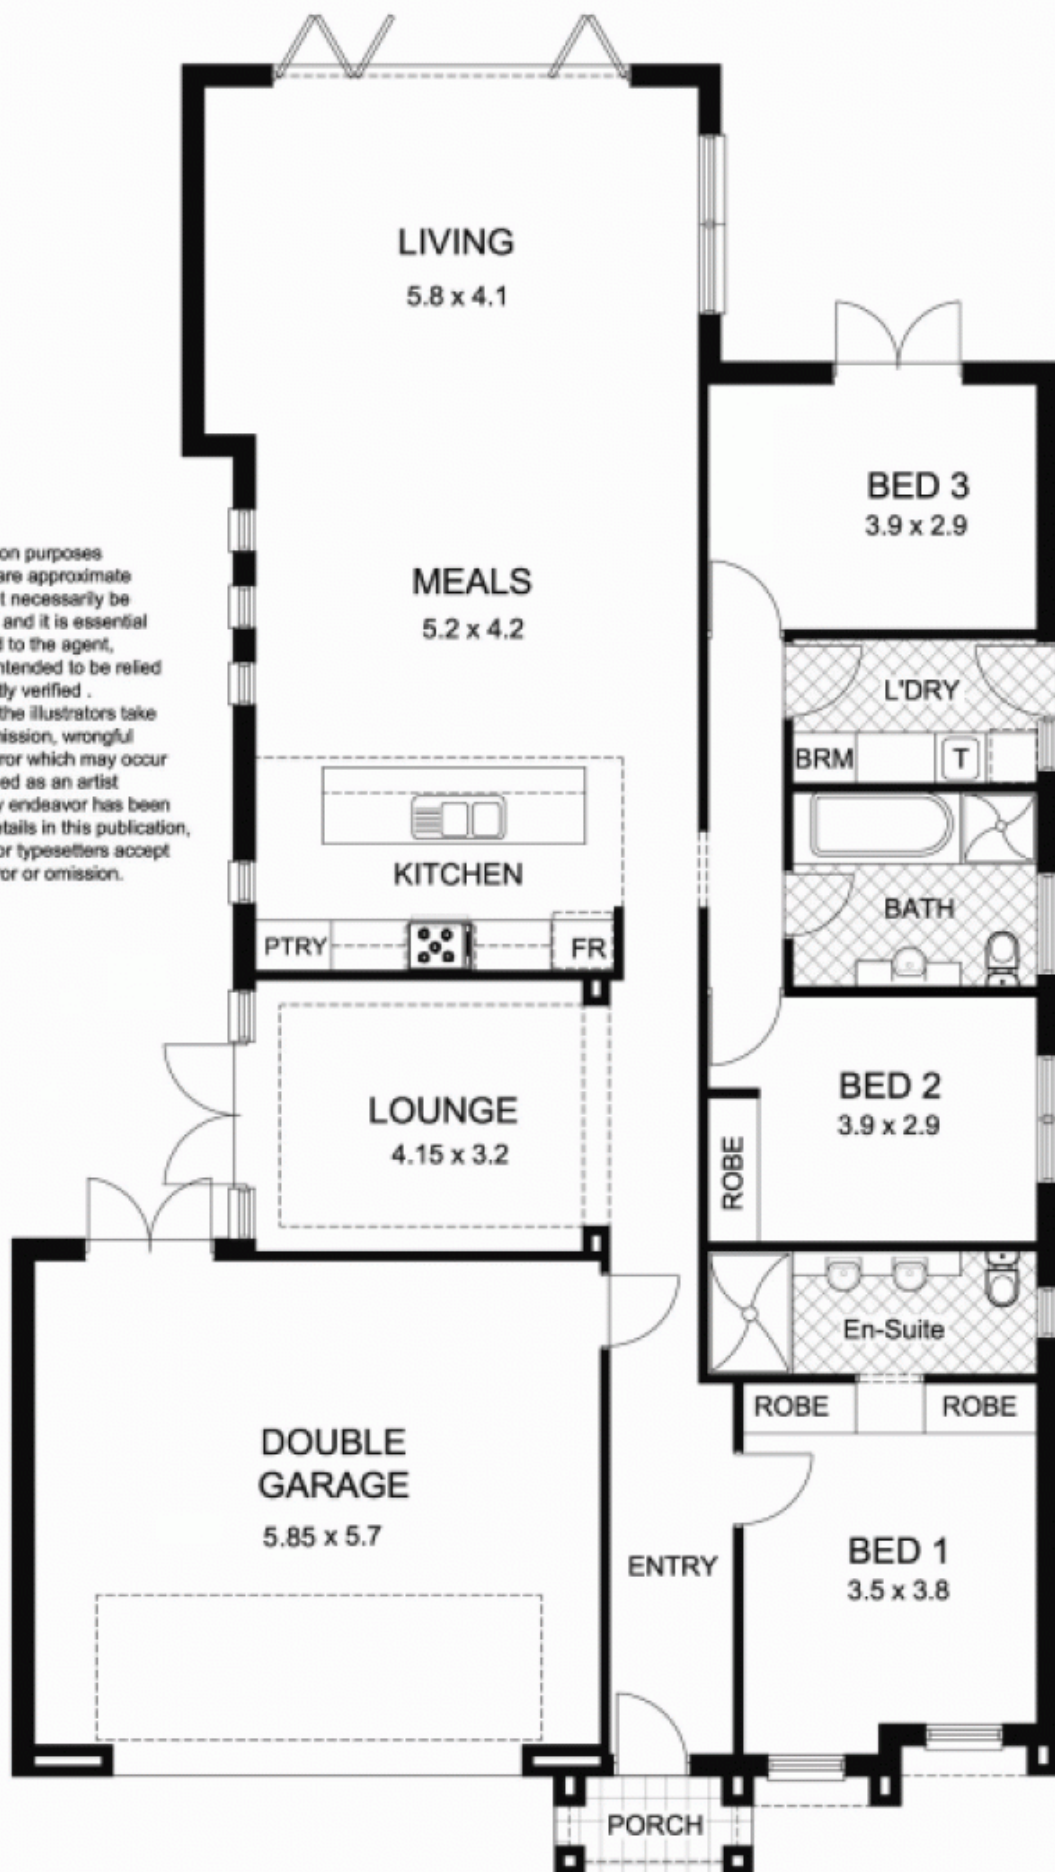 LIVING
5.8 x 4.1
BED 3
3.9 x 2.9
on purposes
are approximate
t necessarily be
and it is essential
to the agent,
ntended to be relied
tly verified .
the illustrators take
ission, wrongful
ror which may occur
ed as an artist
y endeavor has been
etails in this publication,
or typesetters accept
ror or omission.
MEALS
5.2 x 4.2
L'DRY
BRM
T
KITCHEN
BATH
PTRY
FR
LOUNGE
4.15 x 3.2
BED 2
3.9 x 2.9
ROBE
En-Suite
ROBE
ROBE
DOUBLE
GARAGE
5.85 x 5.7
BED 1
3.5 x 3.8
ENTRY
PORCH